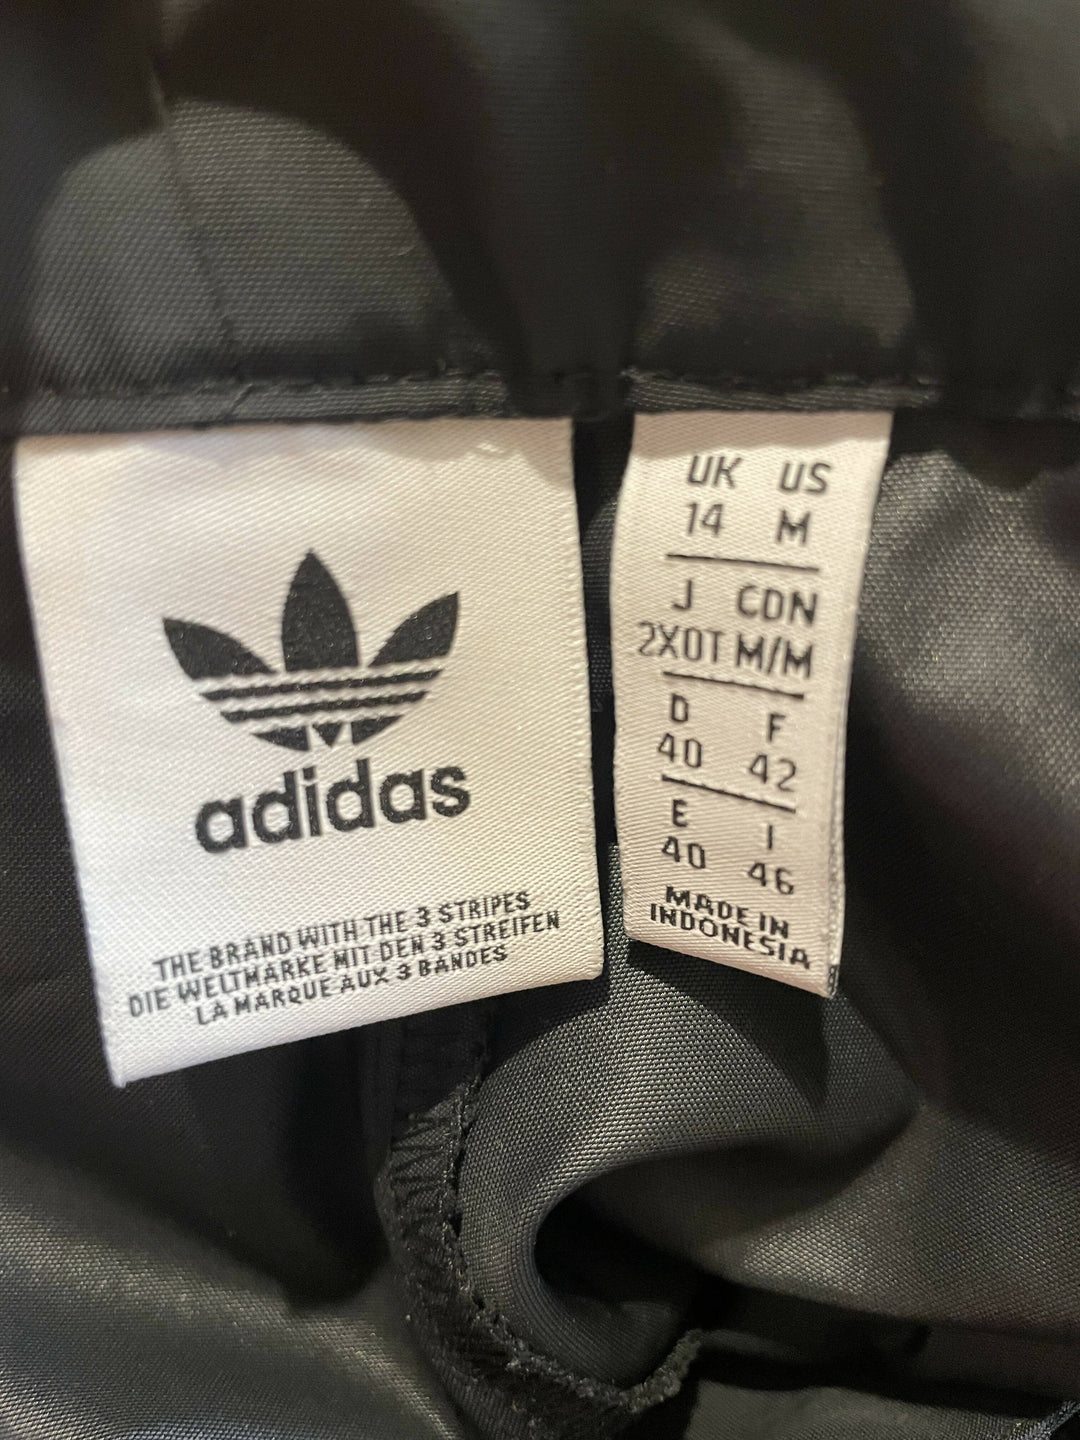 adidas
THE BRAND WITH THE 3 STRIPES
DIE WELTMARKE MIT DEN 3 STREIFEN
LA MARQUE AUX 3 BANDES
UK US
14 M
J CDN
2XOT M/M
D F
40 42
E I
40 46
MADE IN
INDONESIA